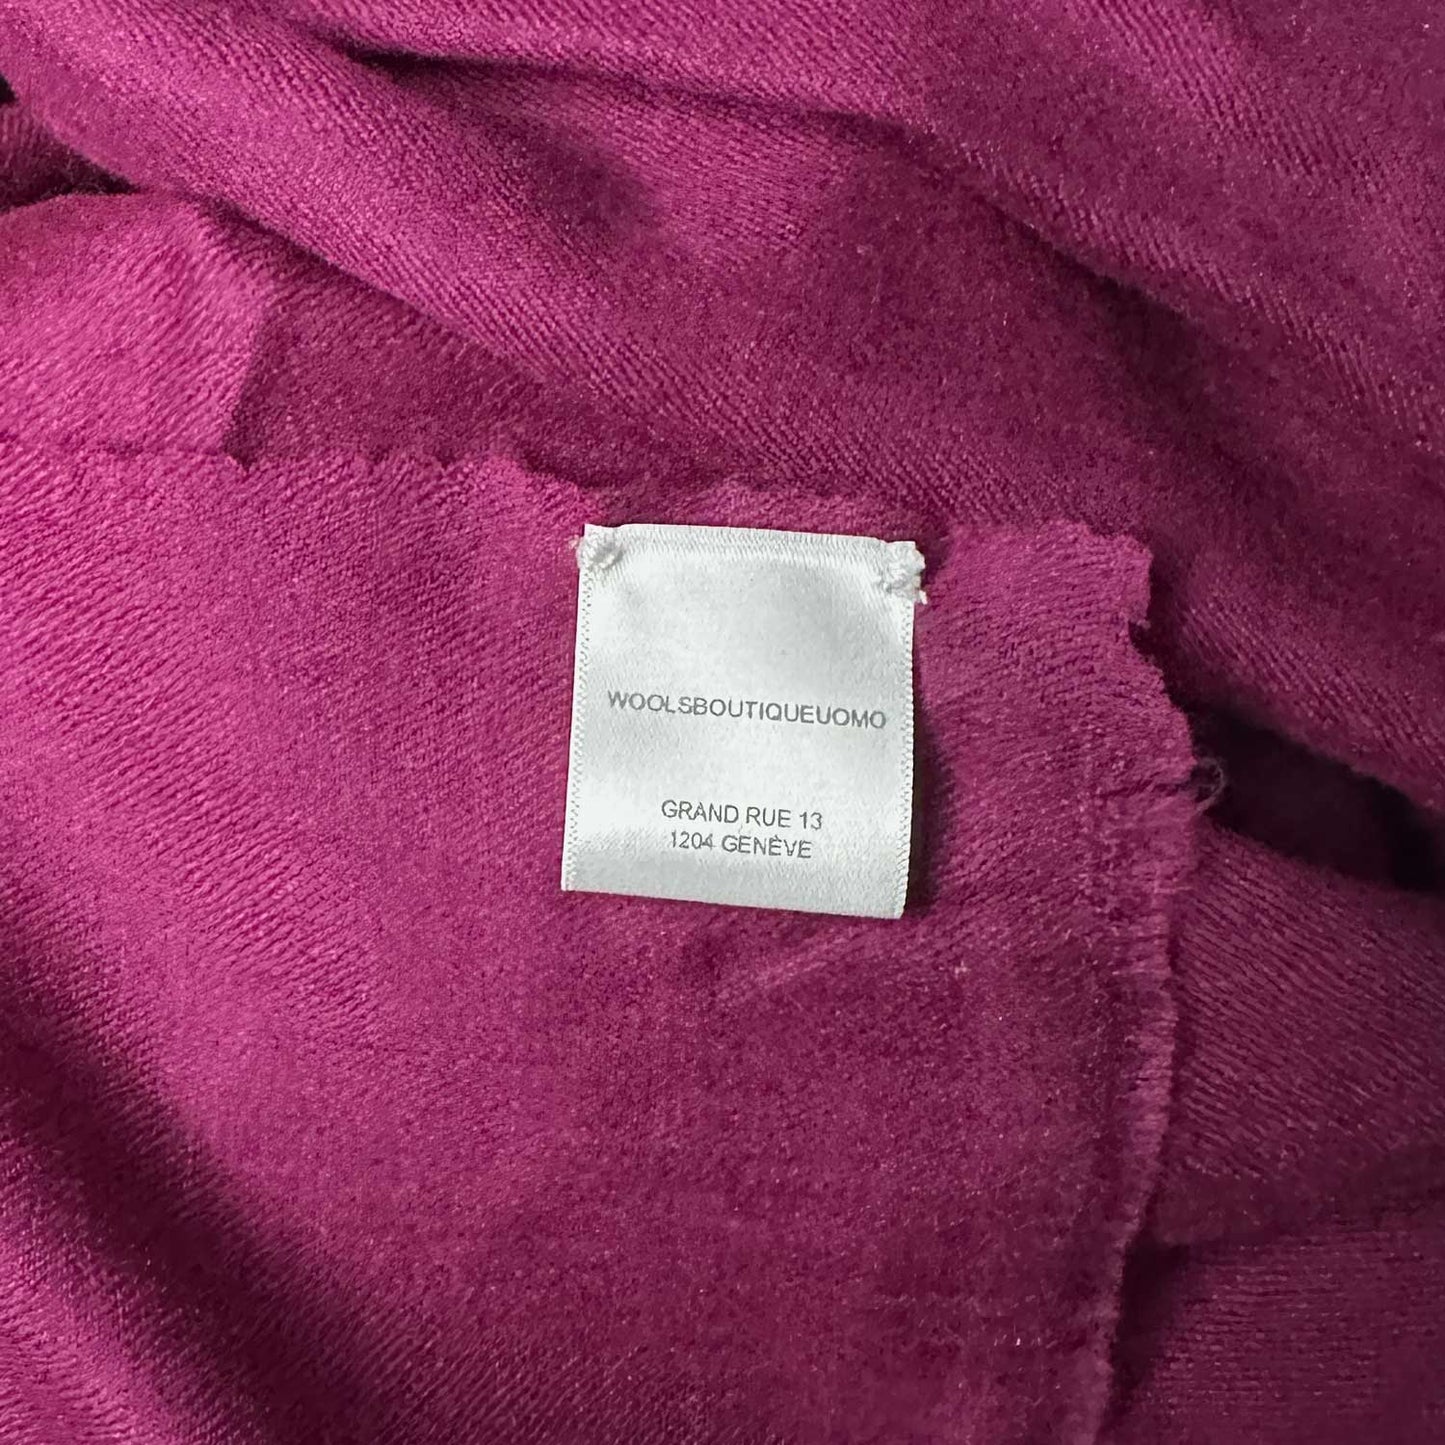 WOOLSBOUTIQUEUOMO
GRAND RUE 13
1204 GENÈVE